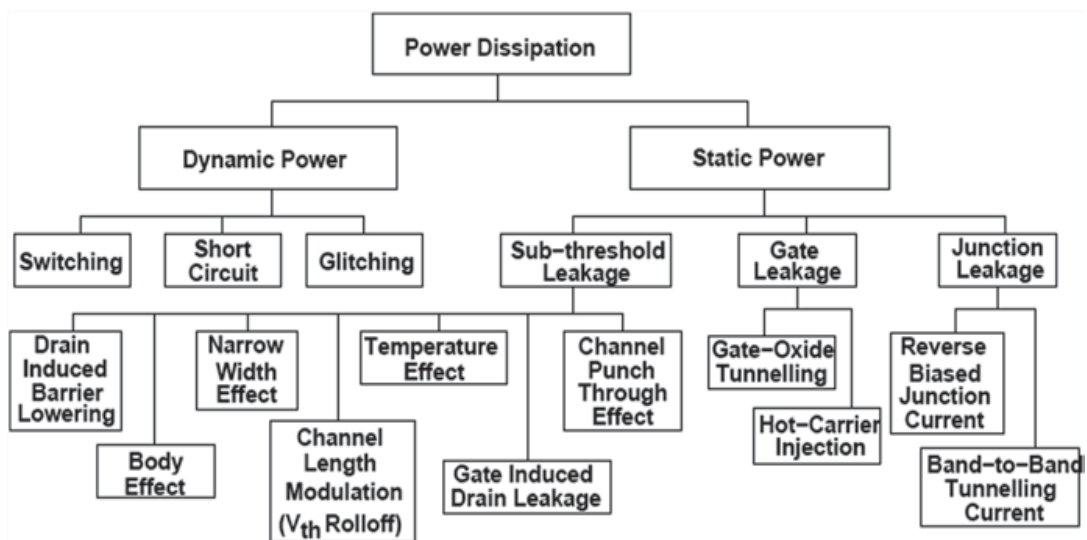 Power Dissipation
Dynamic Power
Static Power
Switching
Short
Circuit
Glitching
Sub-threshold
Leakage
Gate
Leakage
Junction
Leakage
Drain
Induced
Barrier
Lowering
Body
Effect
Narrow
Width
Effect
Channel
Length
Modulation
(Vth Rolloff)
Temperature
Effect
Gate Induced
Drain Leakage
Channel
Punch
Through
Effect
Gate-Oxide
Tunnelling
Hot-Carrier
Injection
Reverse
Biased
Junction
Current
Band-to-Band
Tunnelling
Current